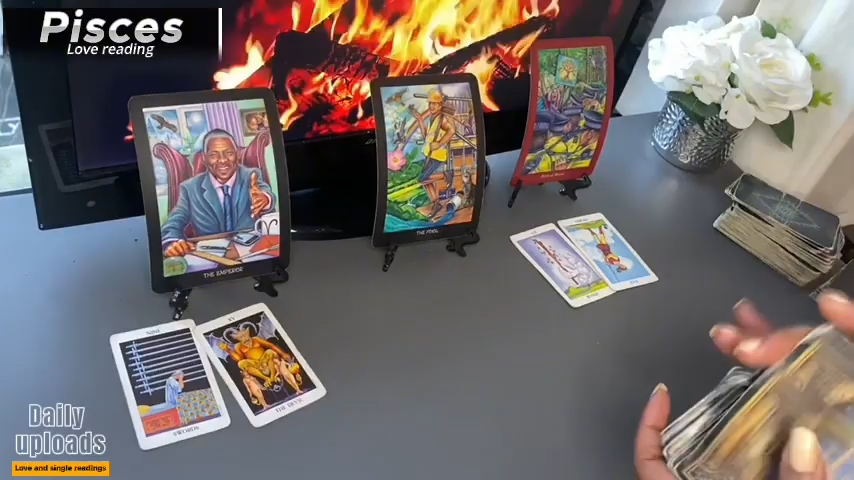 Pisces
Love reading
THE EMPEROR
THE FOOL
NINE
SWORDS
XV
THE DEVIL
Daily
uploads
Love and single readings